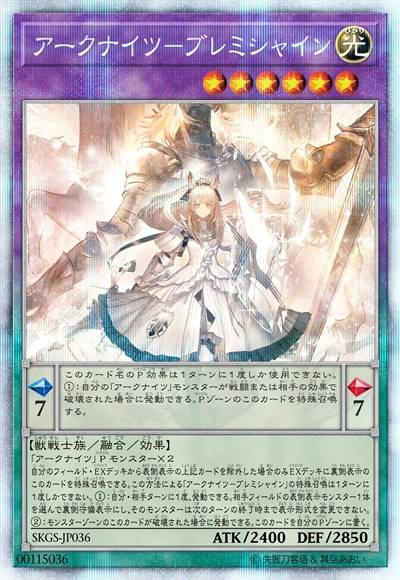 アークナイツーブレミシャイン
光
このカード名のP効果は1ターンに1度しか使用できない。
①:自分の「アークナイツ」モンスターが戦闘または相手の効果で
破壊された場合に発動できる。Pゾーンのこのカードを特殊召喚
する。
7
7
【獣戦士族/融合/効果】
「アークナイツ」Pモンスター×2
自分のフィールド・EXデッキから表側表示の上記カードを除外した場合のみEXデッキに裏側表示の
このカードを特殊召喚できる。この方法による「アークナイツーブレミシャイン」の特殊召喚は1ターンに
1度しかできない。①:自分・相手ターンに1度、発動できる。相手フィールドの表側表示モンスター1体
を選んで裏側守備表示にし、そのモンスターは次のターンの終了時まで表示形式を変更できない。
②:モンスターゾーンのこのカードが破壊された場合に発動できる。このカードを自分のPゾーンに置く。
SKGS-JP036
ATK/2400 DEF/2850
00115036
©矢智刀客塔 & 其空あおい